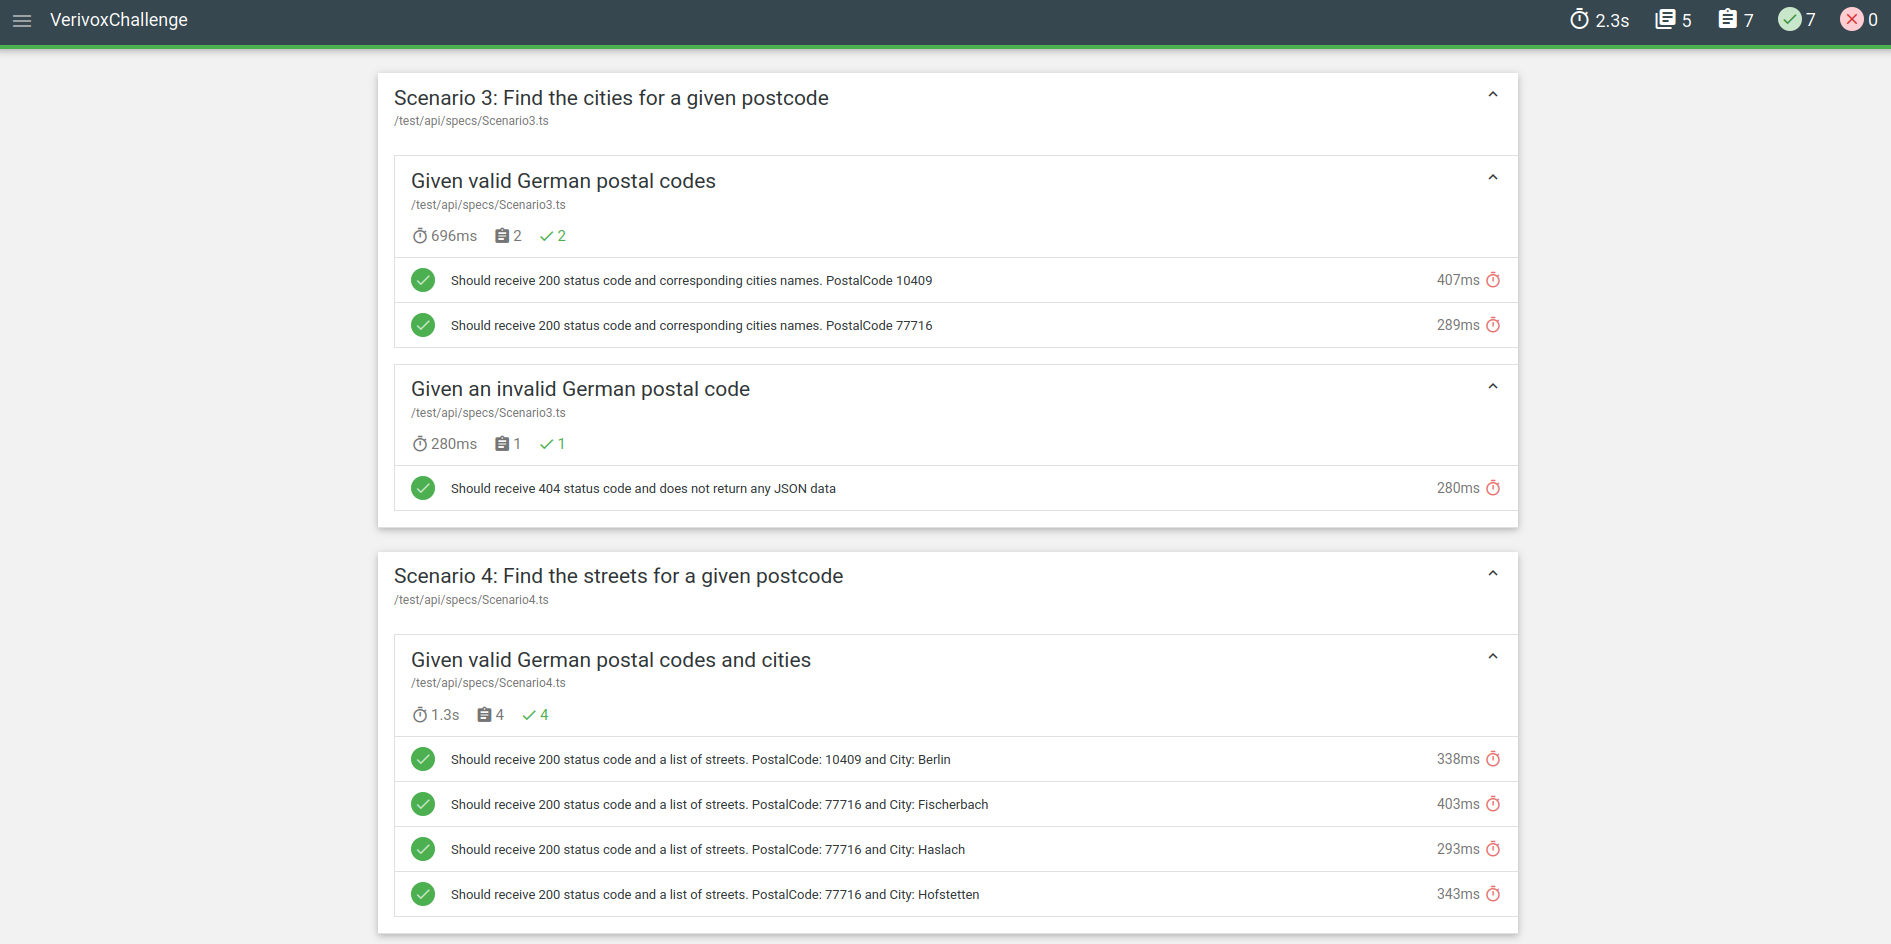 VerivoxChallenge 2.3s 5 7 7 0
Scenario 3: Find the cities for a given postcode
/test/api/specs/Scenario3.ts
Given valid German postal codes
/test/api/specs/Scenario3.ts
696ms 2 2
Should receive 200 status code and corresponding cities names. PostalCode 10409 407ms
Should receive 200 status code and corresponding cities names. PostalCode 77716 289ms
Given an invalid German postal code
/test/api/specs/Scenario3.ts
280ms 1 1
Should receive 404 status code and does not return any JSON data 280ms
Scenario 4: Find the streets for a given postcode
/test/api/specs/Scenario4.ts
Given valid German postal codes and cities
/test/api/specs/Scenario4.ts
1.3s 4 4
Should receive 200 status code and a list of streets. PostalCode: 10409 and City: Berlin 338ms
Should receive 200 status code and a list of streets. PostalCode: 77716 and City: Fischerbach 403ms
Should receive 200 status code and a list of streets. PostalCode: 77716 and City: Haslach 293ms
Should receive 200 status code and a list of streets. PostalCode: 77716 and City: Hofstetten 343ms